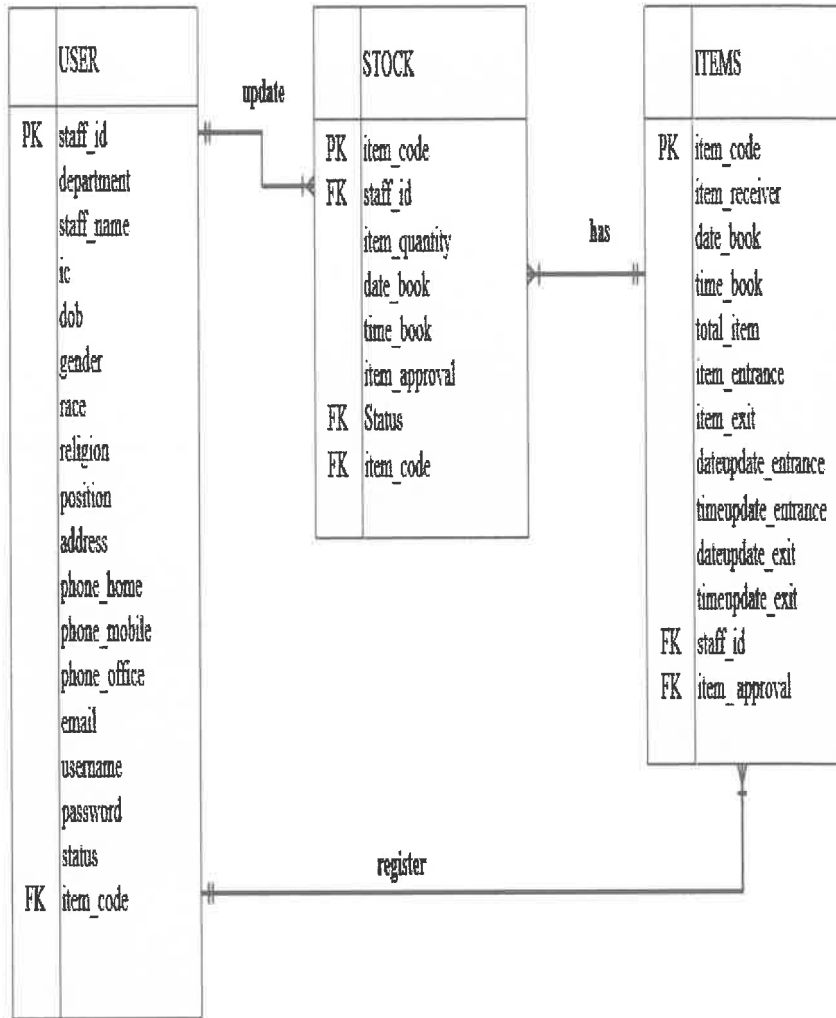 USER
PK staff_id
department
staff_name
ic
dob
gender
race
religion
position
address
phone_home
phone_mobile
phone_office
email
username
password
status
FK item_code
update
STOCK
PK item_code
FK staff_id
item_quantity
date_book
time_book
item_approval
FK Status
FK item_code
has
ITEMS
PK item_code
item_receiver
date_book
time_book
total_item
item_entrance
item_exit
dateupdate_entrance
timeupdate_entrance
dateupdate_exit
timeupdate_exit
FK staff_id
FK item_approval
register